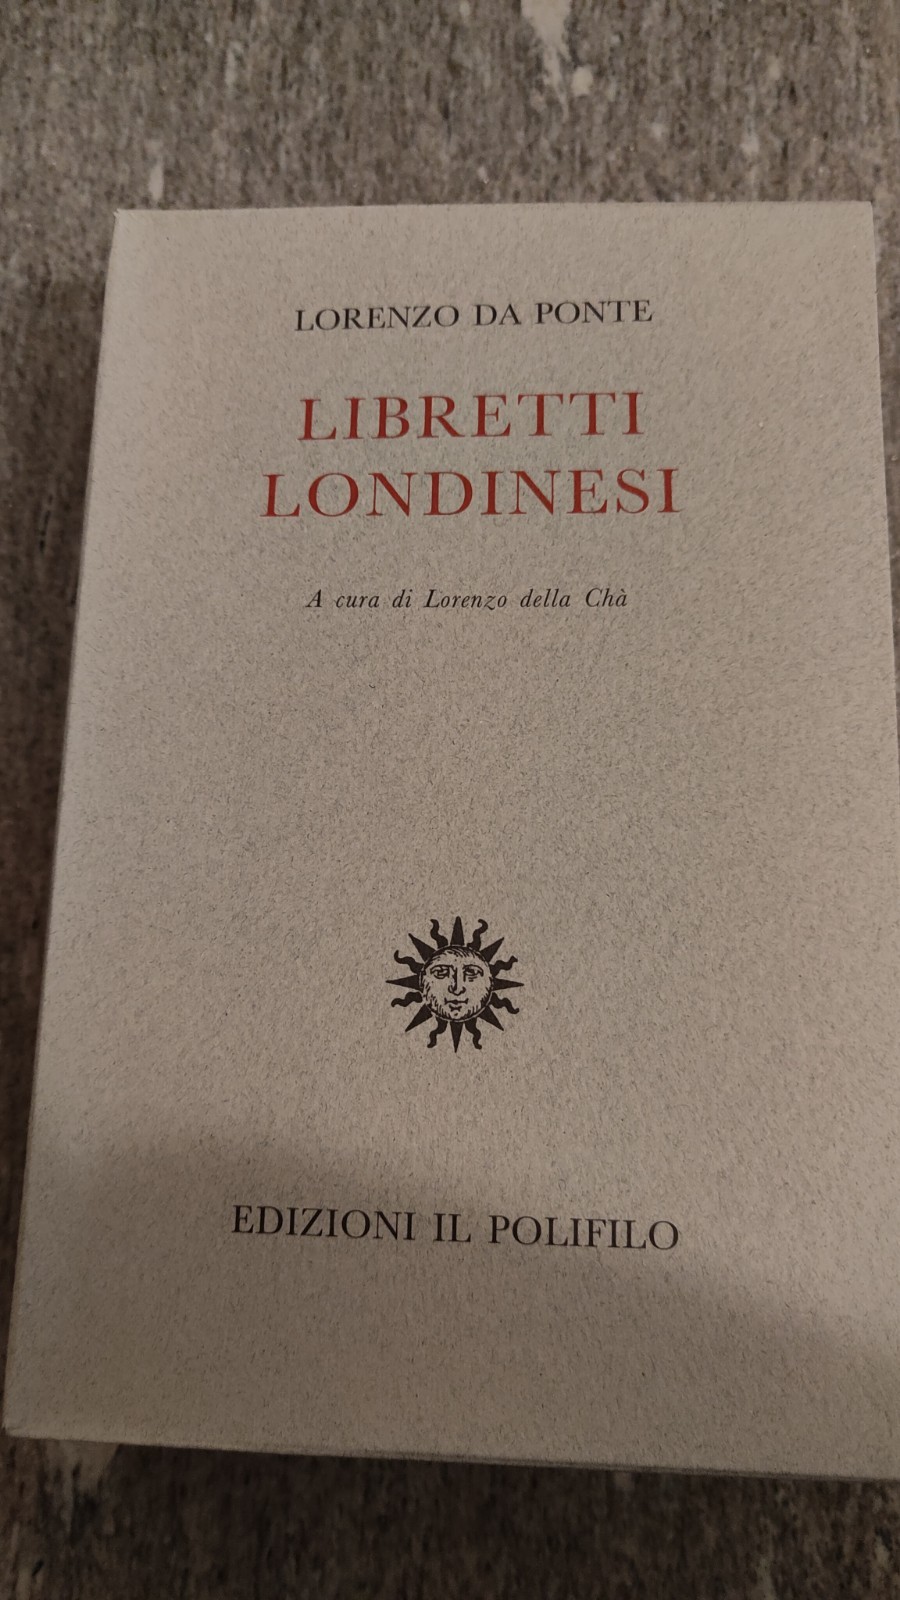 LORENZO DA PONTE
LIBRETTI
LONDINESI
A cura di Lorenzo della Chà
EDIZIONI IL POLIFILO